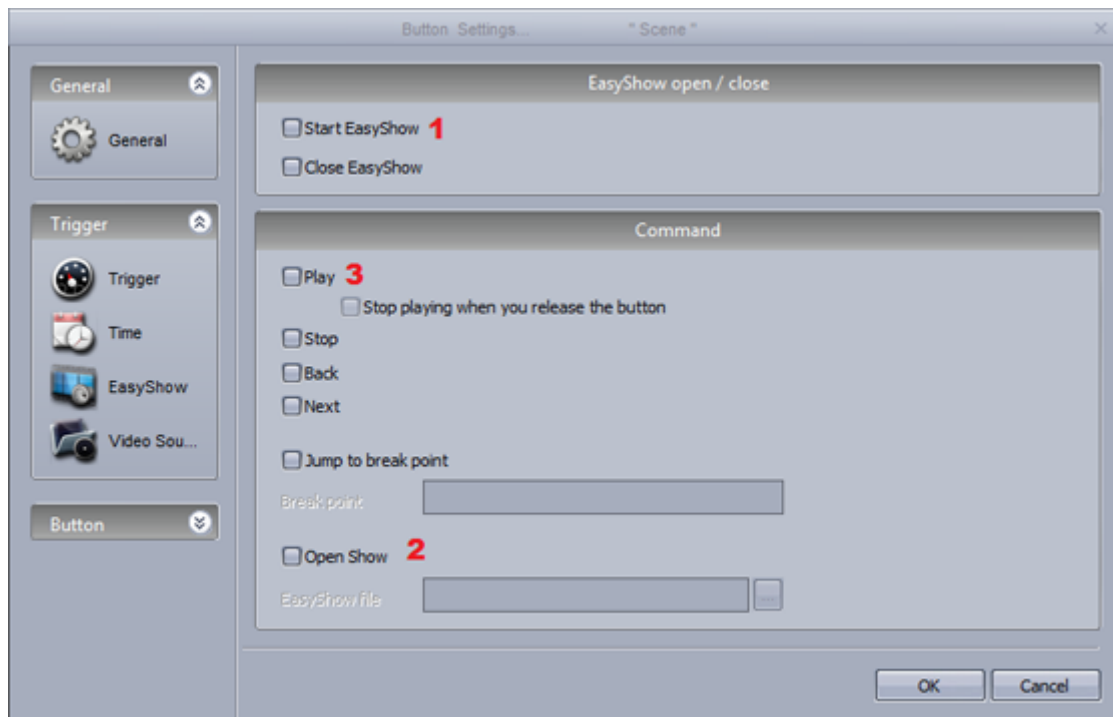 Button Settings... " Scene "
General
General
Trigger
Trigger
Time
EasyShow
Video Sou...
Button
EasyShow open / close
Start EasyShow 1
Close EasyShow
Command
Play 3
Stop playing when you release the button
Stop
Back
Next
Jump to break point
Break point
Open Show 2
EasyShow file
...
OK Cancel